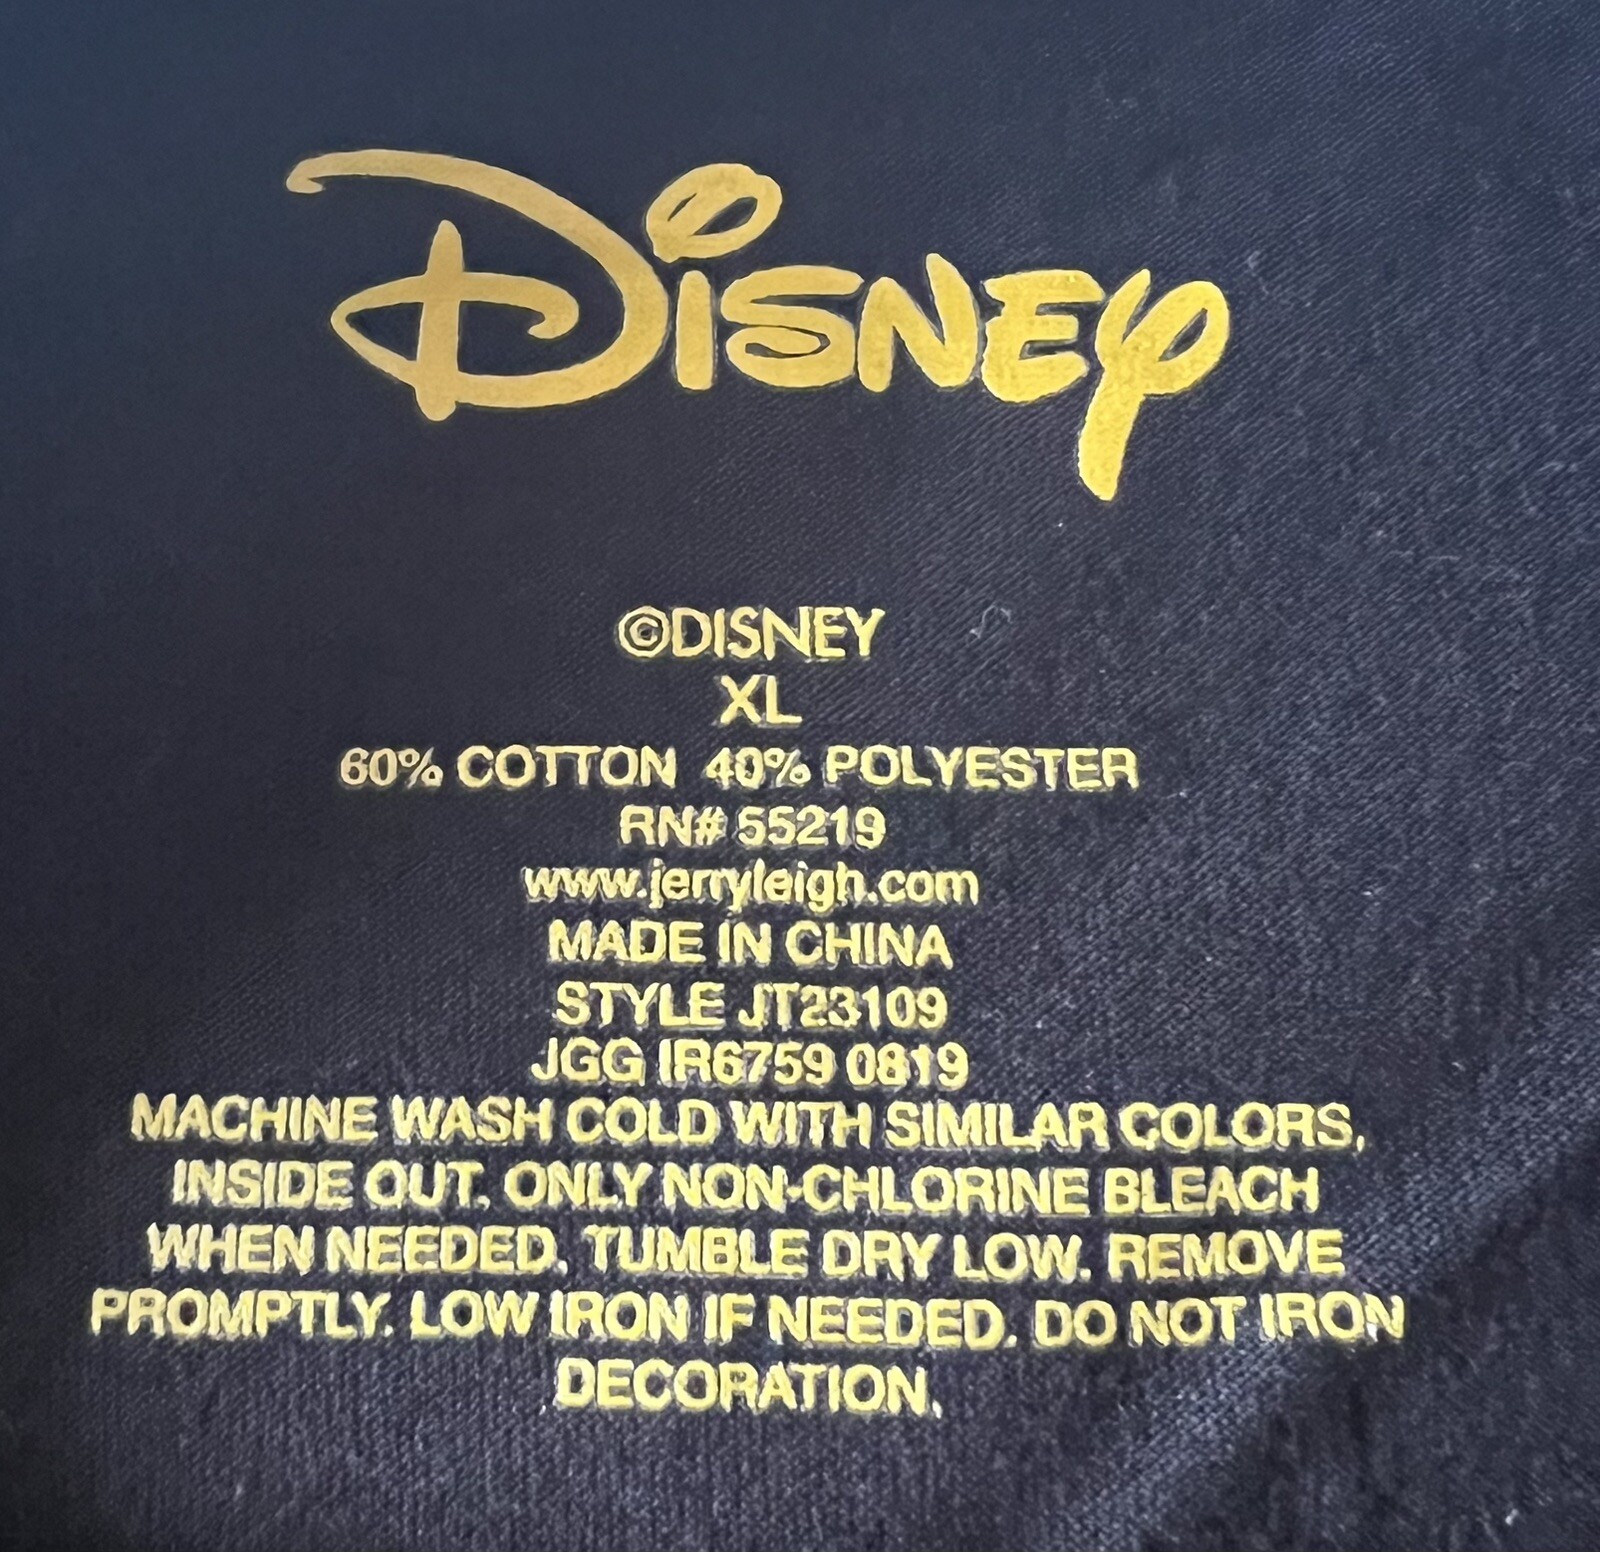 Disney
©DISNEY
XL
60% COTTON 40% POLYESTER
RN# 55219
www.jerryleigh.com
MADE IN CHINA
STYLE JT23109
JGG IR6759 0819
MACHINE WASH COLD WITH SIMILAR COLORS,
INSIDE OUT. ONLY NON-CHLORINE BLEACH
WHEN NEEDED. TUMBLE DRY LOW. REMOVE
PROMPTLY. LOW IRON IF NEEDED. DO NOT IRON
DECORATION.